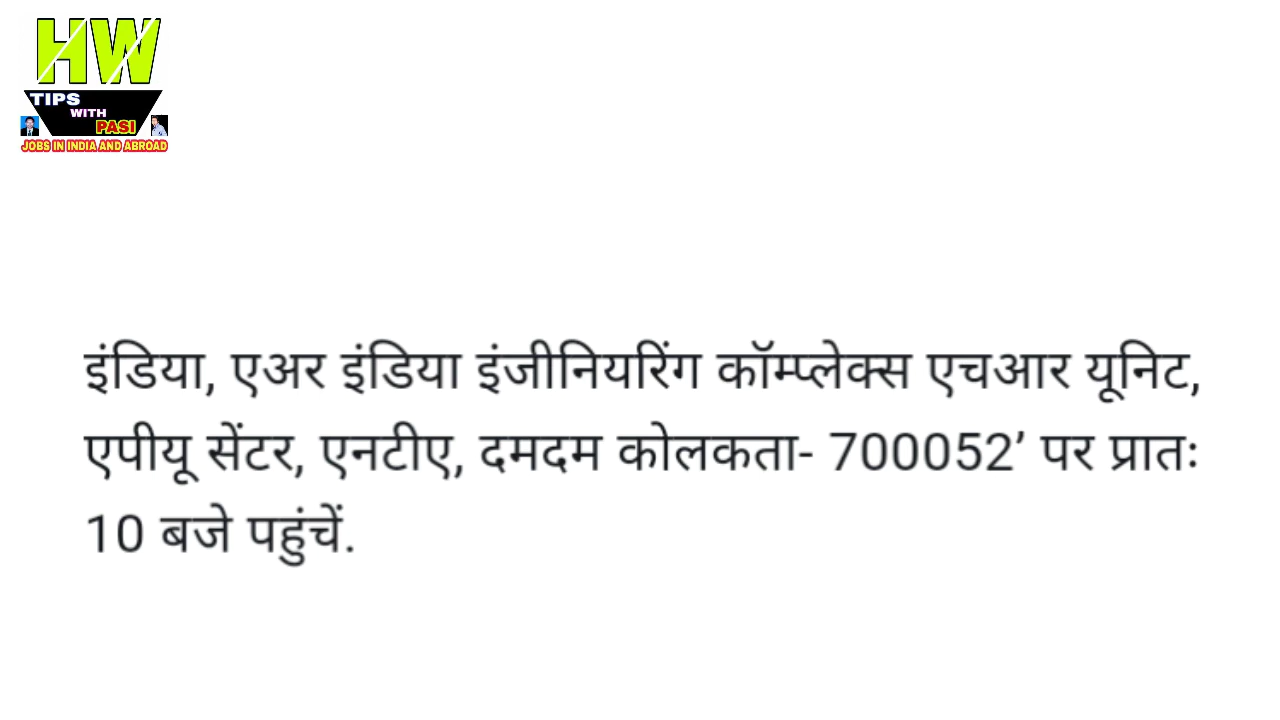 HW
TIPS
WITH
PASI
JOBS IN INDIA AND ABROAD
इंडिया, एअर इंडिया इंजीनियरिंग कॉम्प्लेक्स एचआर यूनिट,
एपीयू सेंटर, एनटीए, दमदम कोलकता- 700052’ पर प्रातः
10 बजे पहुंचें.